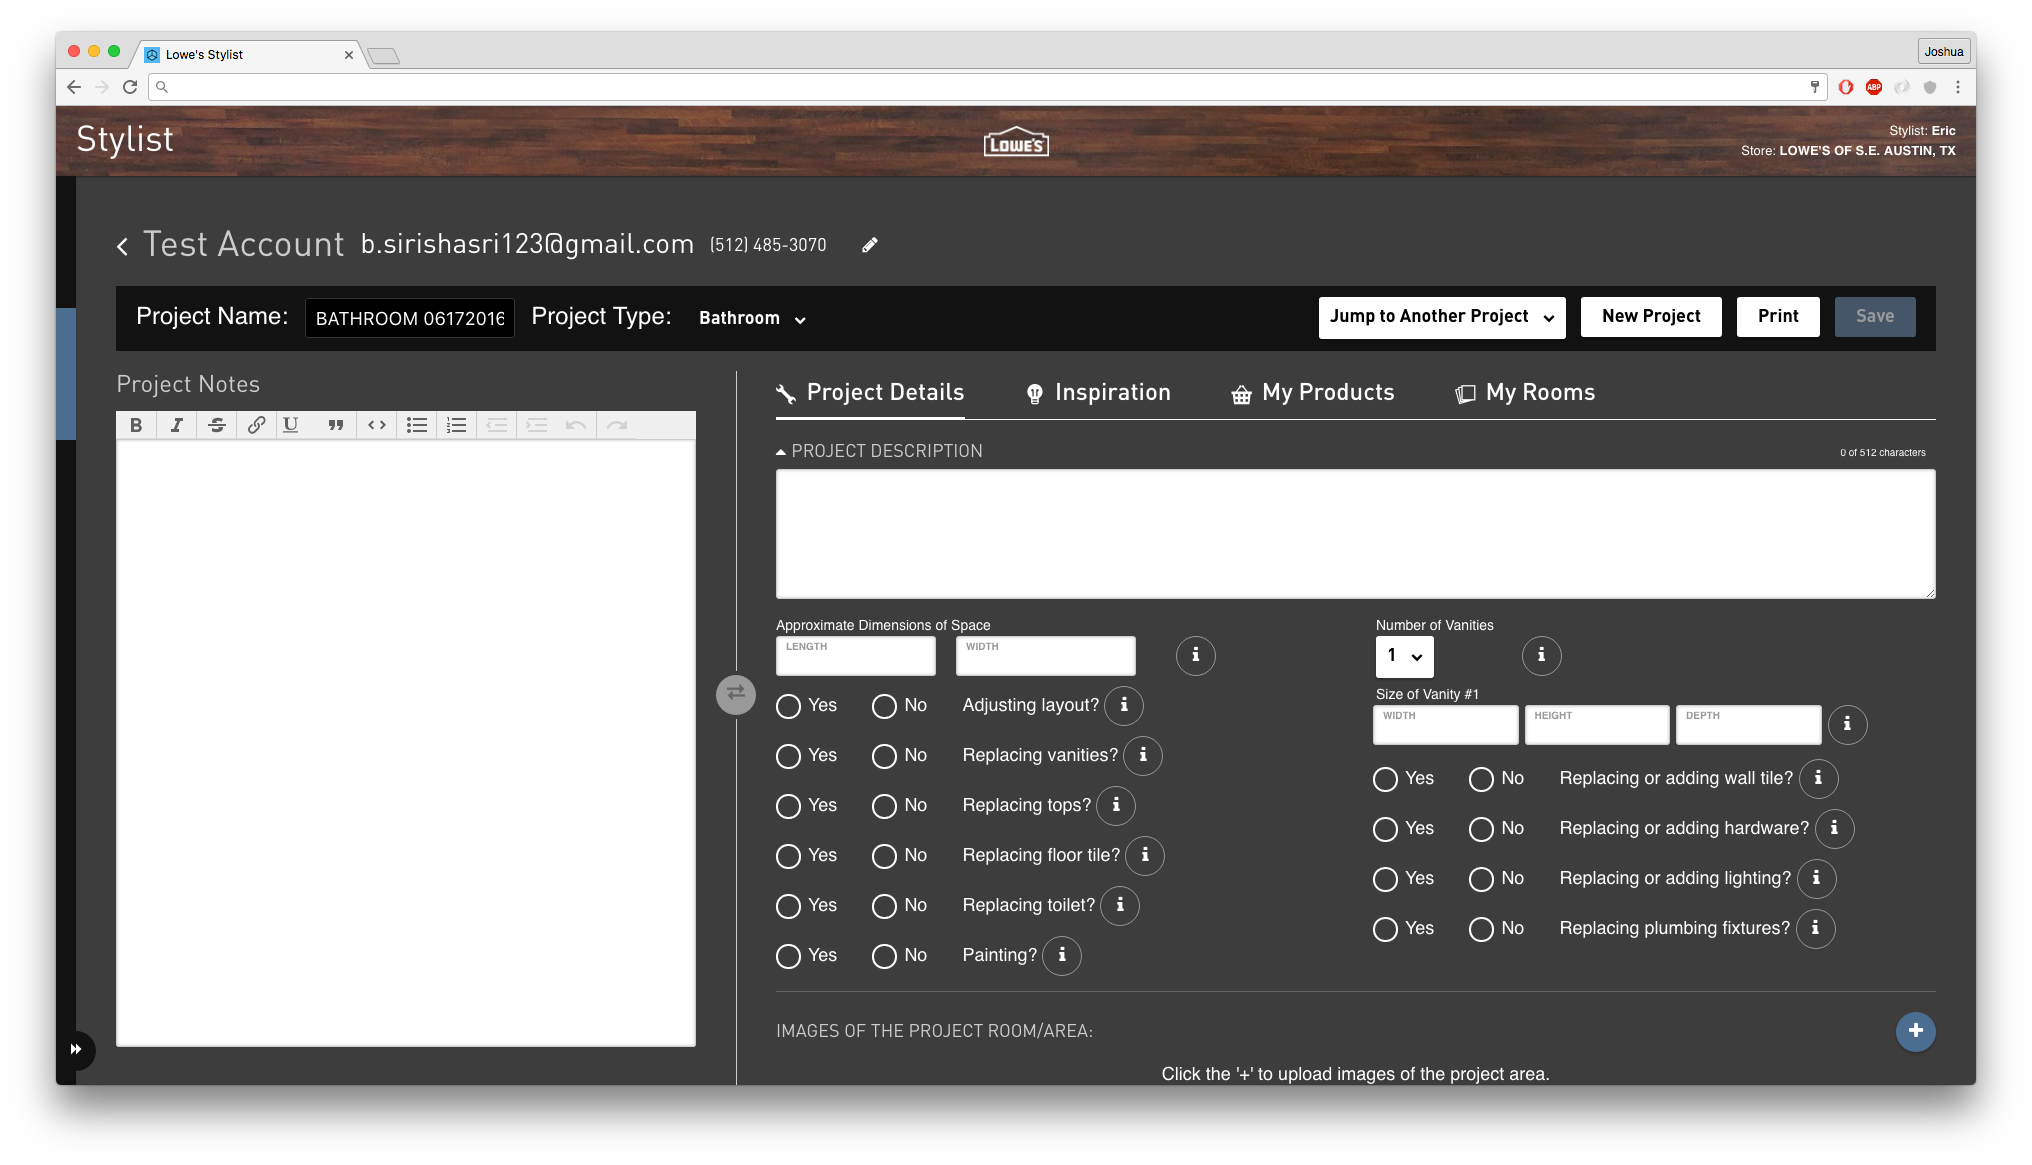 Lowe's Stylist
Joshua
ABP
Stylist
LOWE'S
Stylist: Eric
Store: LOWE'S OF S.E. AUSTIN, TX
Test Account b.sirishasri123@gmail.com (512) 485-3070
Project Name: BATHROOM 06172016 Project Type: Bathroom
Jump to Another Project New Project Print Save
Project Notes
Project Details Inspiration My Products My Rooms
PROJECT DESCRIPTION 0 of 512 characters
Approximate Dimensions of Space
LENGTH WIDTH
Yes No Adjusting layout?
Yes No Replacing vanities?
Yes No Replacing tops?
Yes No Replacing floor tile?
Yes No Replacing toilet?
Yes No Painting?
Number of Vanities
1
Size of Vanity #1
WIDTH HEIGHT DEPTH
Yes No Replacing or adding wall tile?
Yes No Replacing or adding hardware?
Yes No Replacing or adding lighting?
Yes No Replacing plumbing fixtures?
IMAGES OF THE PROJECT ROOM/AREA:
Click the '+' to upload images of the project area.